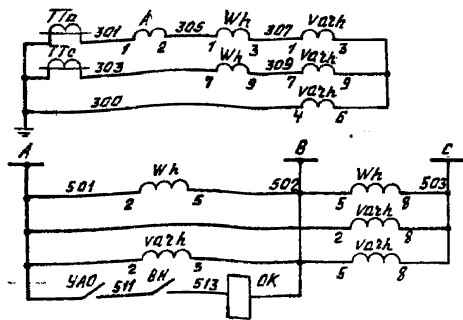 ТТа 301 A 305 Wh 307 varh
1 2 1 3 1 3
ТТс 303 Wh 309 varh
7 9 7 9
300 varh
4 6
A B C
501 Wh 502 Wh 503
2 5 5 8
varh
2 8
varh varh
2 5 5 8
УАО 511 ВН 513 ОК